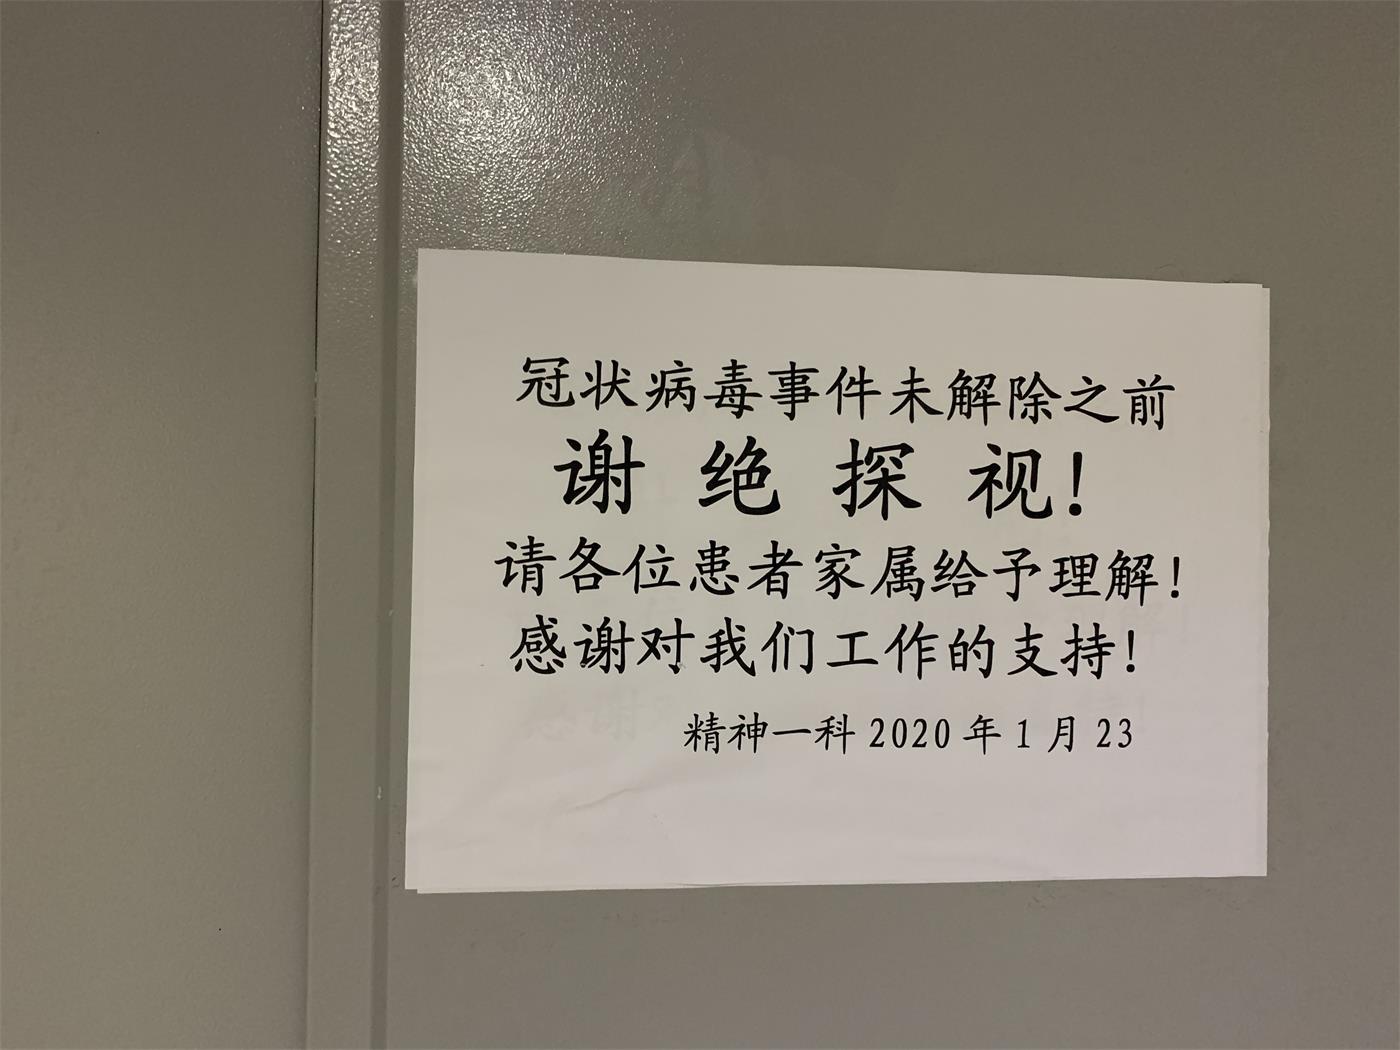 冠状病毒事件未解除之前
谢绝探视！
请各位患者家属给予理解！
感谢对我们工作的支持！
精神一科 2020 年 1 月 23